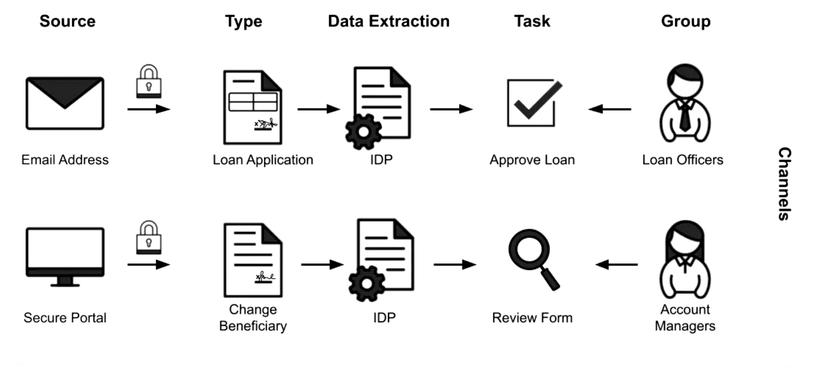 Source
Type
Data Extraction
Task
Group
Email Address
Loan Application
IDP
Approve Loan
Loan Officers
Channels
Secure Portal
Change
Beneficiary
IDP
Review Form
Account
Managers